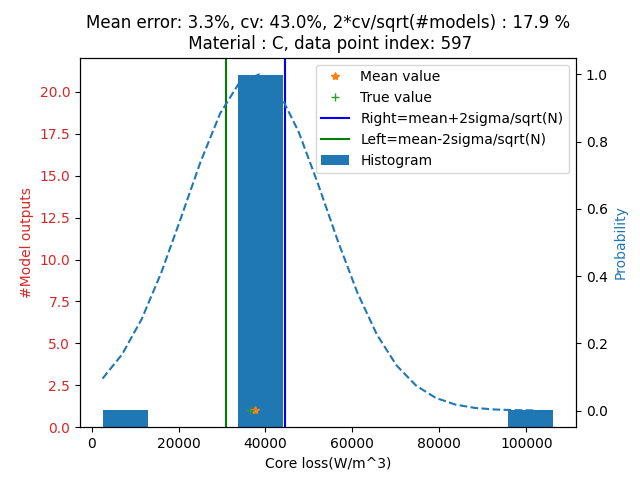 Mean error: 3.3%, cv: 43.0%, 2*cv/sqrt(#models) : 17.9 %
Material : C, data point index: 597
Mean value
True value
Right=mean+2sigma/sqrt(N)
Left=mean-2sigma/sqrt(N)
Histogram
#Model outputs
20.0
17.5
15.0
12.5
10.0
7.5
5.0
2.5
0.0
1.0
0.8
0.6
0.4
0.2
0.0
Probability
0 20000 40000 60000 80000 100000
Core loss(W/m^3)